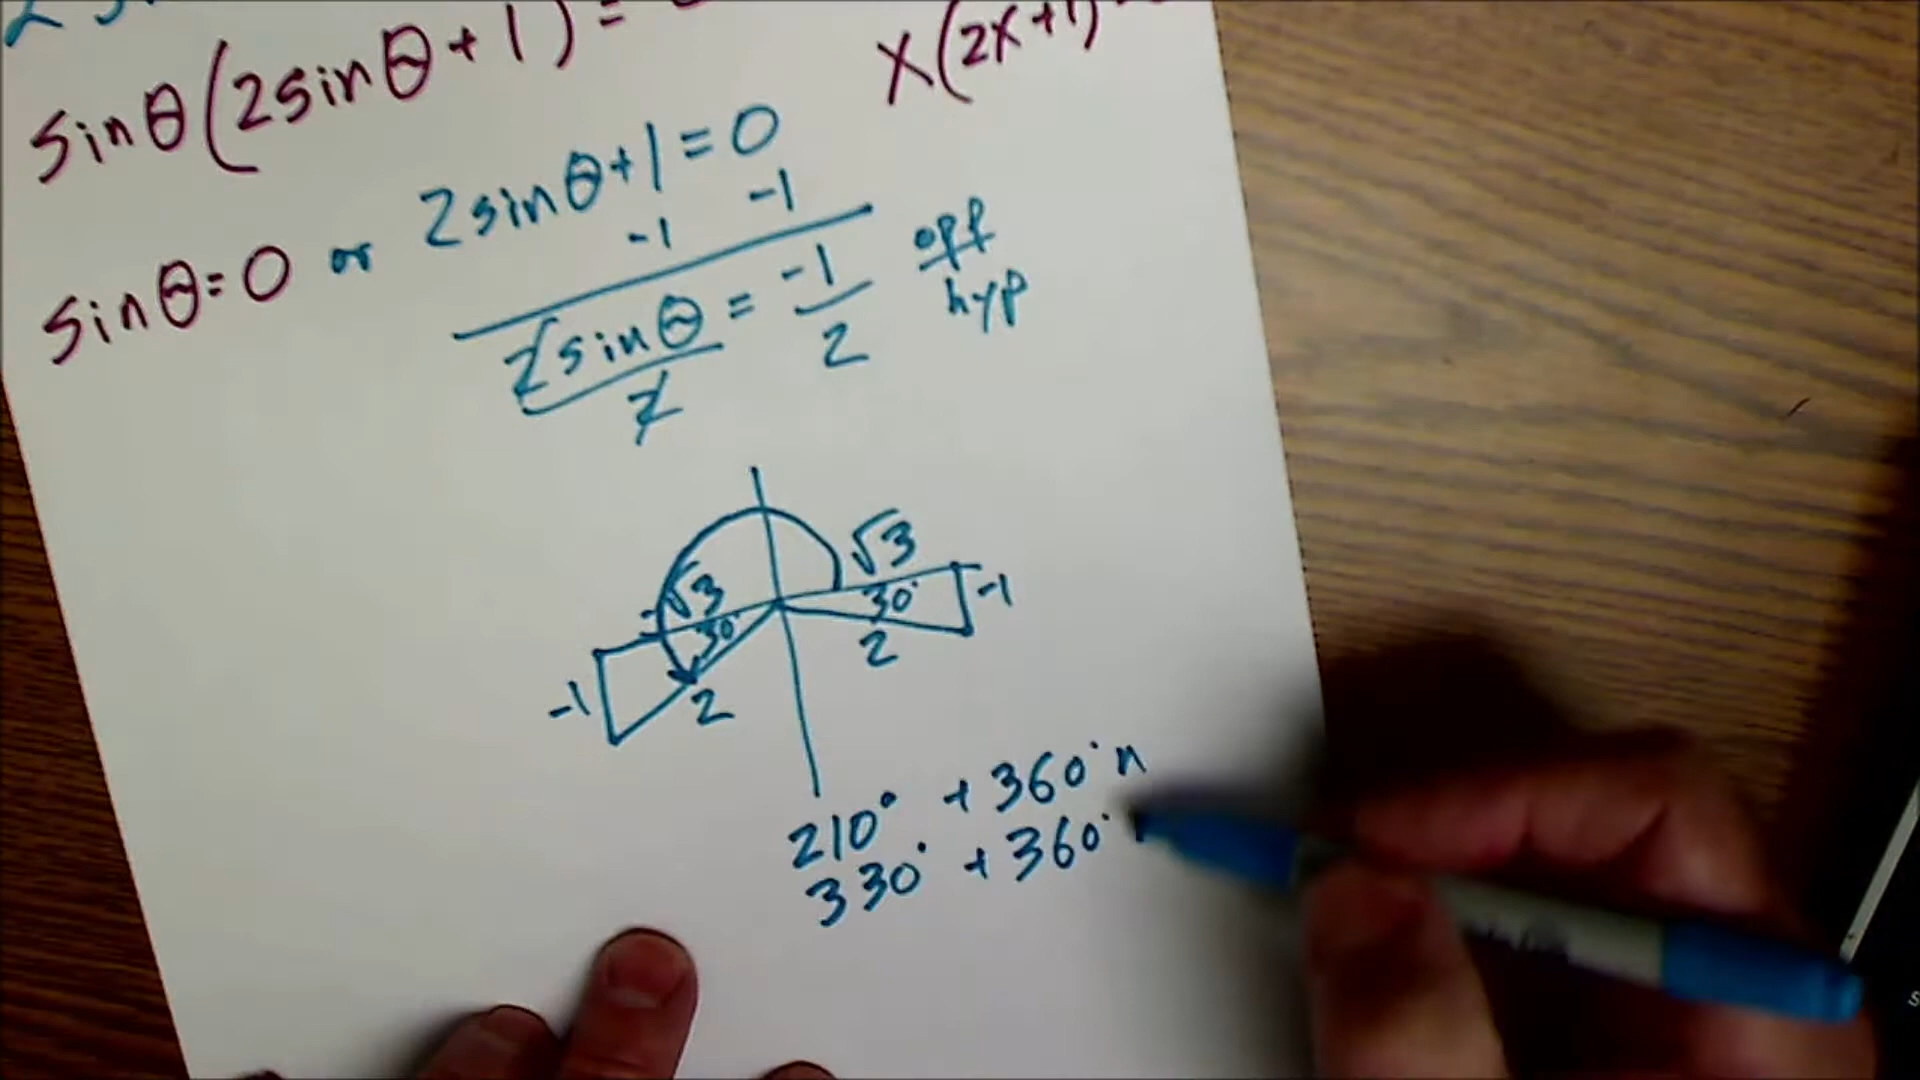 sinθ(2sinθ+1)=
x(2x+1)
sinθ=0 or 2sinθ+1=0
-1 -1
2sinθ = -1 opp
2 2 hyp
-√3 √3
30° 30° -1
-1 2 2
210° +360°n
330° +360°